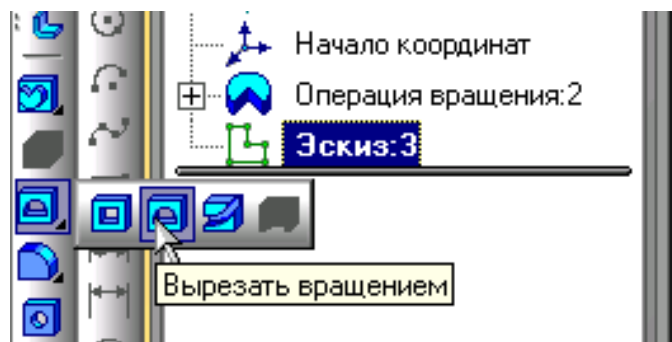 Начало координат
Операция вращения:2
Эскиз:3
Вырезать вращением